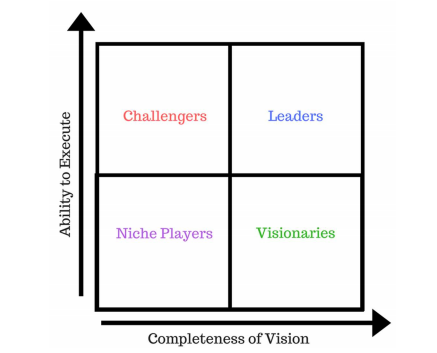 Challengers
Leaders
Ability to Execute
Niche Players
Visionaries
Completeness of Vision